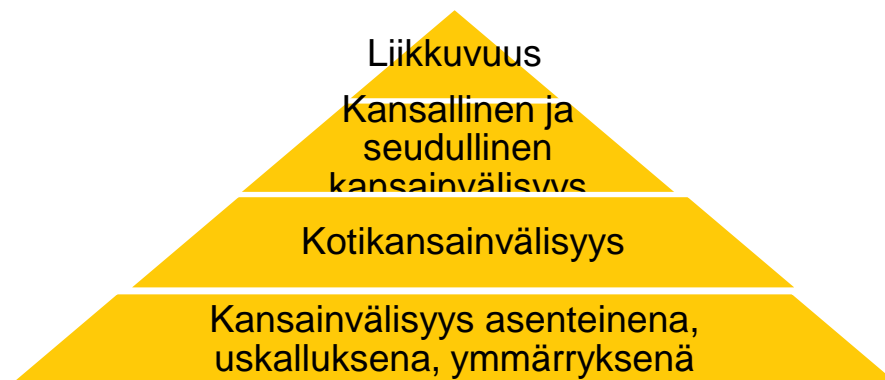 Liikkuvuus
Kansallinen ja
seudullinen
kansainvälisyys
Kotikansainvälisyys
Kansainvälisyys asenteinena,
uskalluksena, ymmärryksenä